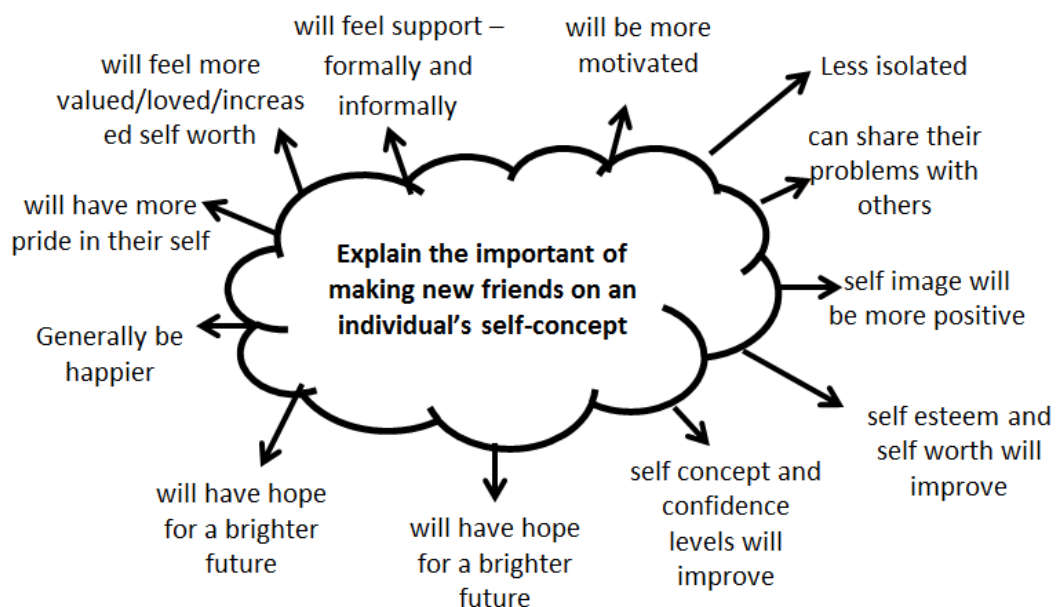 will feel support –
formally and
informally
will be more
motivated
Less isolated
will feel more
valued/loved/increas
ed self worth
can share their
problems with
others
will have more
pride in their self
Explain the important of
making new friends on an
individual's self-concept
self image will
be more positive
Generally be
happier
self esteem and
self worth will
improve
self concept and
confidence
levels will
improve
will have hope
for a brighter
future
will have hope
for a brighter
future